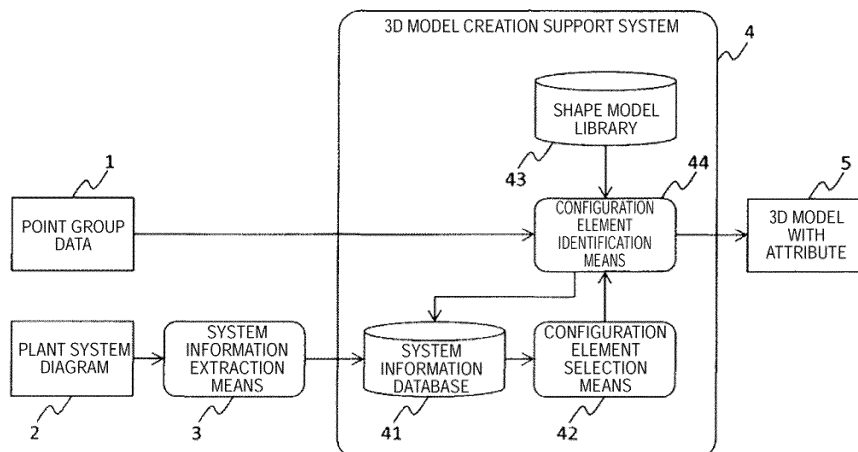 3D MODEL CREATION SUPPORT SYSTEM
4
SHAPE MODEL
LIBRARY
43
44
1
5
POINT GROUP
DATA
CONFIGURATION
ELEMENT
IDENTIFICATION
MEANS
3D MODEL
WITH
ATTRIBUTE
PLANT SYSTEM
DIAGRAM
2
SYSTEM
INFORMATION
EXTRACTION
MEANS
3
SYSTEM
INFORMATION
DATABASE
41
CONFIGURATION
ELEMENT
SELECTION
MEANS
42